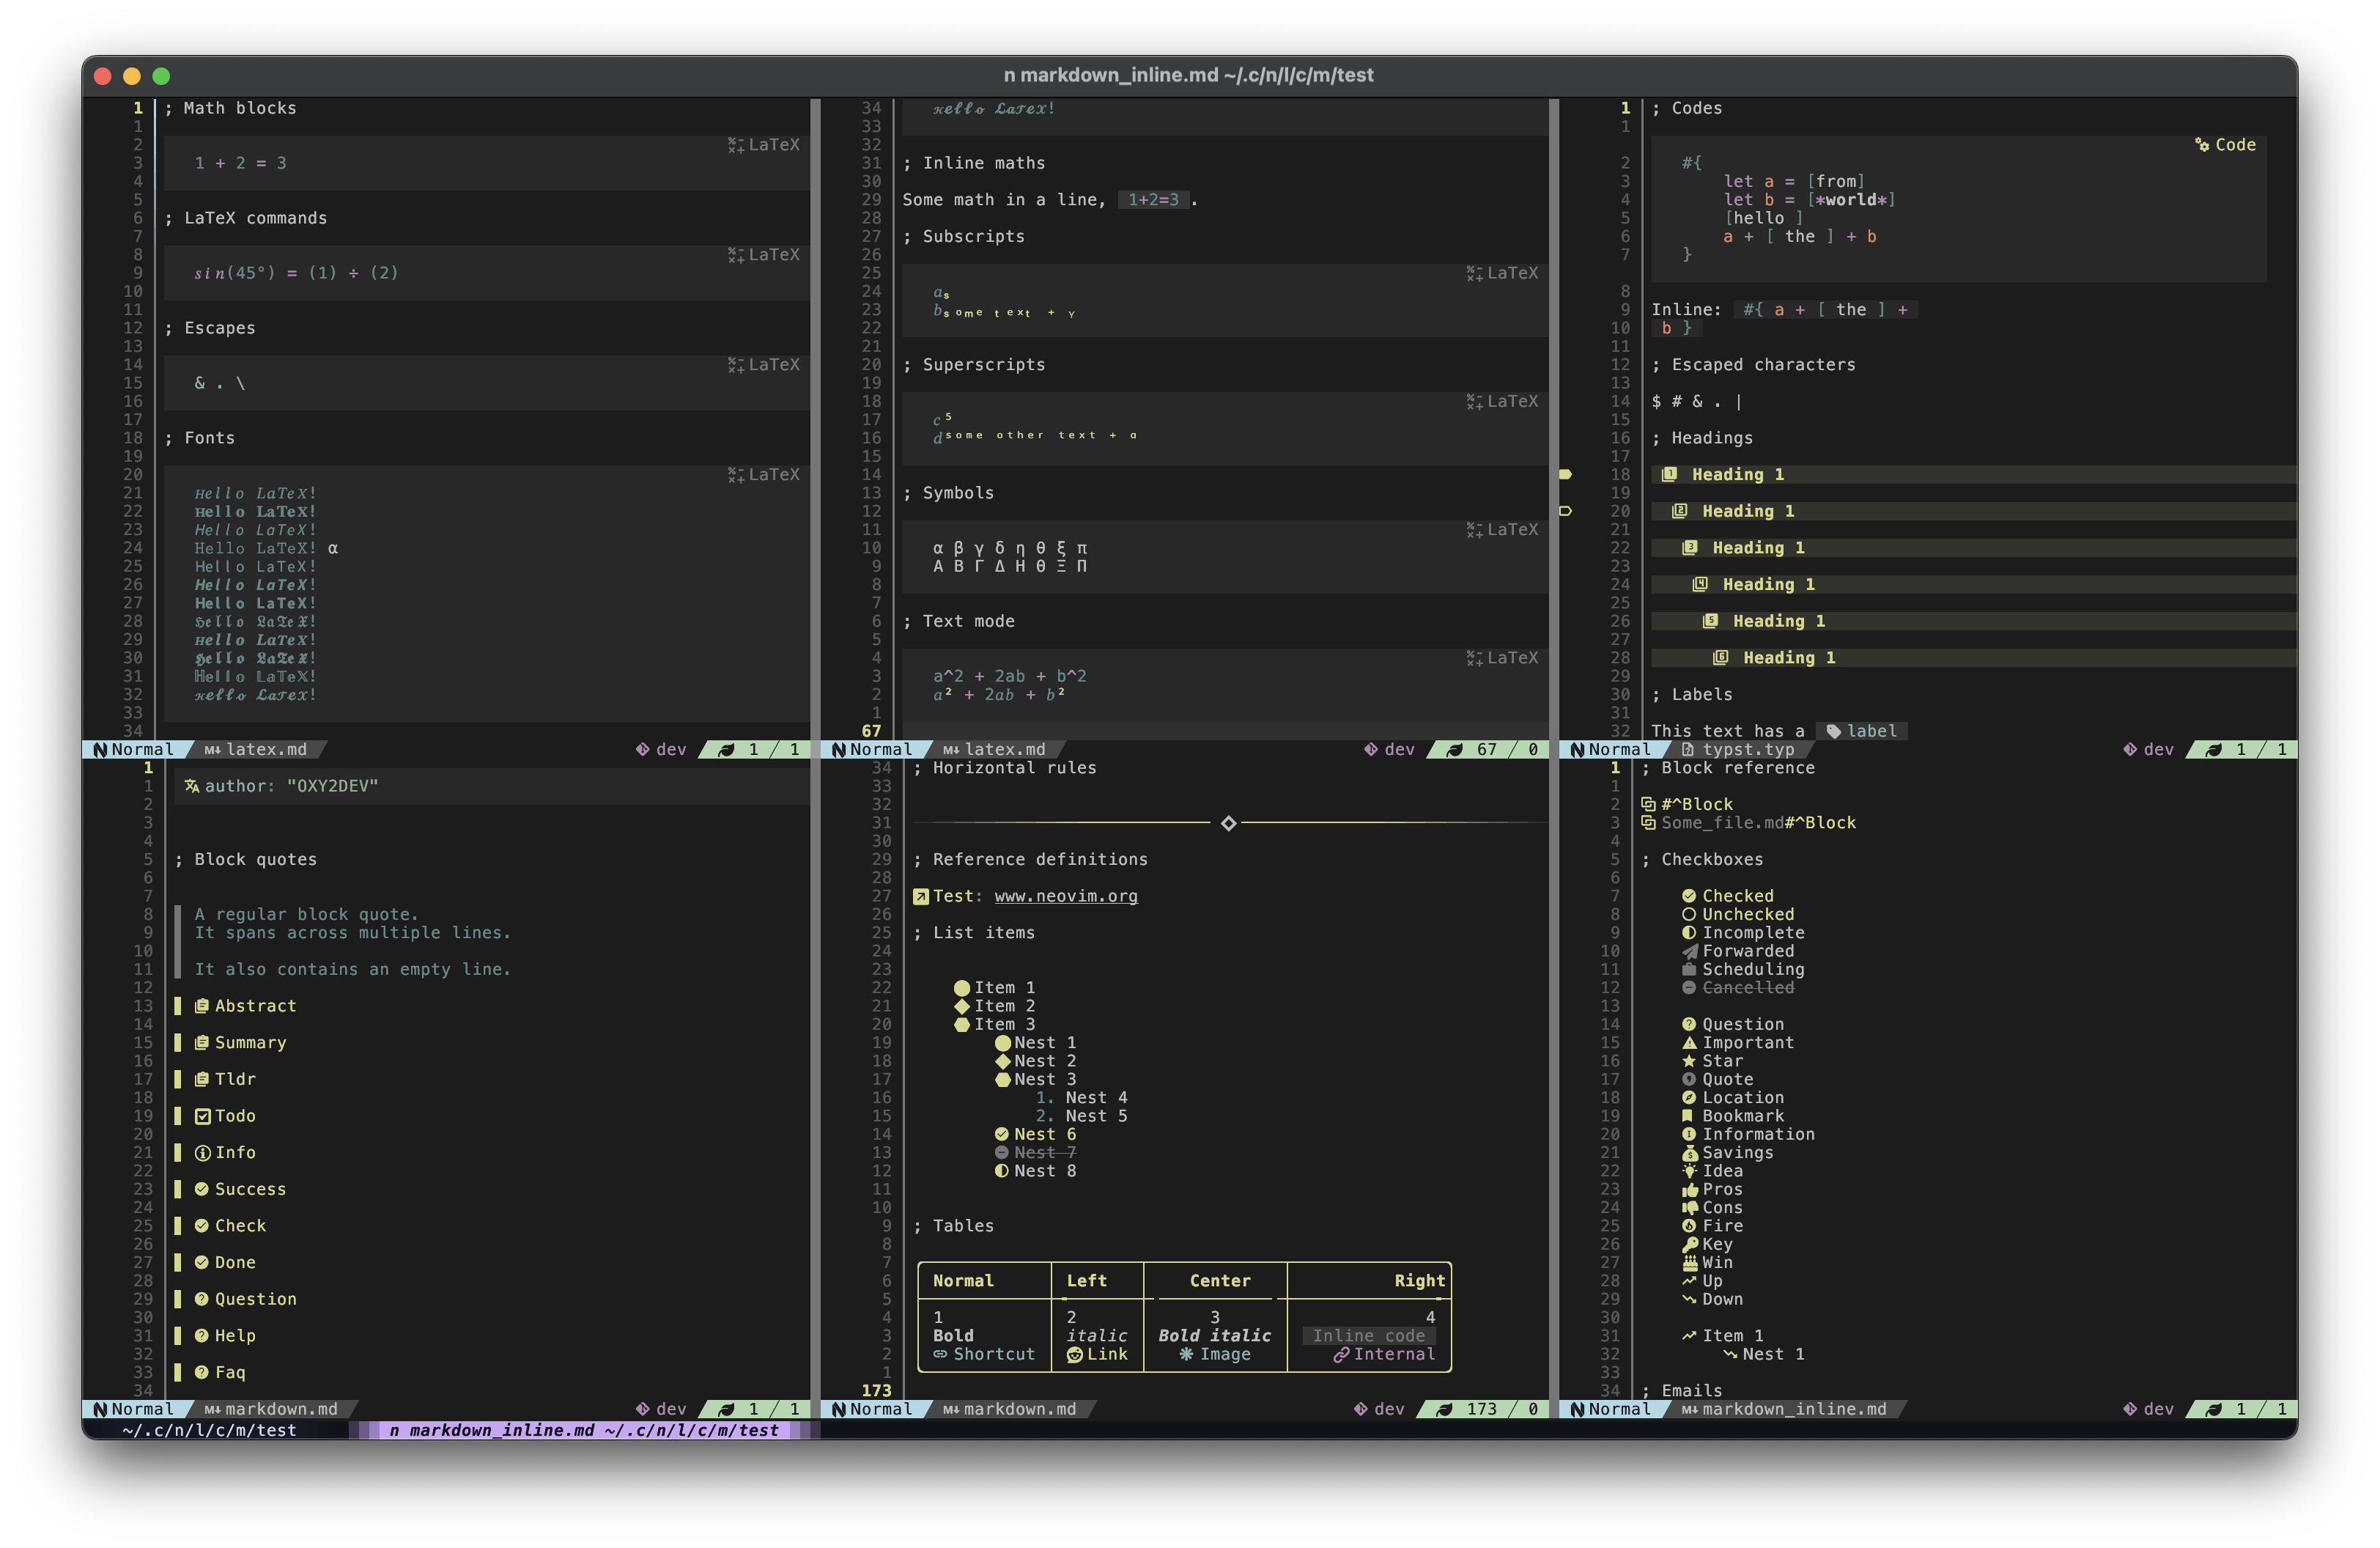 n markdown_inline.md ~/.c/n/l/c/m/test
1 ; Math blocks
1
2 LaTeX
3 1 + 2 = 3
4
5
6 ; LaTeX commands
7
8 LaTeX
9 𝑠𝑖𝑛(45°) = (1) ÷ (2)
10
11
12 ; Escapes
13
14 LaTeX
15 & . \
16
17
18 ; Fonts
19
20 LaTeX
21 𝐻𝑒𝑙𝑙𝑜 𝐿𝑎𝑇𝑒𝑋!
22 𝐇𝐞𝐥𝐥𝐨 𝐋𝐚𝐓𝐞𝐗!
23 𝘏𝘦𝘭𝘭𝘰 𝘓𝘢𝘛𝘦𝘟!
24 𝙷𝚎𝚕𝚕𝚘 𝙻𝚊𝚃𝚎𝚇! α
25 𝖧𝖾𝗅𝗅𝗈 𝖫𝖺𝖳𝖾𝖷!
26 𝙃𝙚𝙡𝙡𝙤 𝙇𝙖𝙏𝙚𝙓!
27 𝗛𝗲𝗹𝗹𝗼 𝗟𝗮𝗧𝗲𝗫!
28 ℌ𝔢𝔩𝔩𝔬 𝔏𝔞𝔗𝔢𝔛!
29 𝑯𝒆𝒍𝒍𝒐 𝑳𝒂𝑻𝒆𝑿!
30 𝕳𝖊𝖑𝖑𝖔 𝕷𝖆𝕿𝖊𝖃!
31 ℍ𝕖𝕝𝕝𝕠 𝕃𝕒𝕋𝕖𝕏!
32 𝓗𝓮𝓵𝓵𝓸 𝓛𝓪𝓣𝓮𝓧!
33
34
Normal latex.md dev 1 / 1
34 𝓗𝓮𝓵𝓵𝓸 𝓛𝓪𝓣𝓮𝓧!
33
32
31 ; Inline maths
30
29 Some math in a line, 1+2=3 .
28
27 ; Subscripts
26
25 LaTeX
24 𝑎ₛ
23 𝑏ₛₒₘₑ ₜₑₓₜ ₊ ᵧ
22
21
20 ; Superscripts
19
18 LaTeX
17 𝑐⁵
16 𝑑ˢᵒᵐᵉ ᵒᵗʰᵉʳ ᵗᵉˣᵗ ⁺ ᵅ
15
14
13 ; Symbols
12
11 LaTeX
10 α β γ δ η θ ξ π
9 Α Β Γ Δ Η θ Ξ Π
8
7
6 ; Text mode
5
4 LaTeX
3 a^2 + 2ab + b^2
2 𝑎² + 2𝑎𝑏 + 𝑏²
1
67
Normal latex.md dev 67 / 0
1 ; Codes
1
Code
2 #{
3 let a = [from]
4 let b = [*world*]
5 [hello ]
6 a + [ the ] + b
7 }
8
9 Inline: #{ a + [ the ] +
10 b }
11
12 ; Escaped characters
13
14 $ # & . |
15
16 ; Headings
17
18 1 Heading 1
19
20 2 Heading 1
21
22 3 Heading 1
23
24 4 Heading 1
25
26 5 Heading 1
27
28 6 Heading 1
29
30 ; Labels
31
32 This text has a label
Normal typst.typ dev 1 / 1
1
1 author: "OXY2DEV"
2
3
4
5 ; Block quotes
6
7
8 A regular block quote.
9 It spans across multiple lines.
10
11 It also contains an empty line.
12
13 Abstract
14
15 Summary
16
17 Tldr
18
19 Todo
20
21 Info
22
23 Success
24
25 Check
26
27 Done
28
29 Question
30
31 Help
32
33 Faq
34
Normal markdown.md dev 1 / 1
34 ; Horizontal rules
33
32
31
30
29 ; Reference definitions
28
27 Test: www.neovim.org
26
25 ; List items
24
23
22 Item 1
21 Item 2
20 Item 3
19 Nest 1
18 Nest 2
17 Nest 3
16 1. Nest 4
15 2. Nest 5
14 Nest 6
13 Nest 7
12 Nest 8
11
10
9 ; Tables
8
7
6 Normal Left Center Right
5
4 1 2 3 4
3 Bold italic Bold italic Inline code
2 Shortcut Link Image Internal
1
173
Normal markdown.md dev 173 / 0
1 ; Block reference
1
2 #^Block
3 Some_file.md#^Block
4
5 ; Checkboxes
6
7 Checked
8 Unchecked
9 Incomplete
10 Forwarded
11 Scheduling
12 Cancelled
13
14 Question
15 Important
16 Star
17 Quote
18 Location
19 Bookmark
20 Information
21 Savings
22 Idea
23 Pros
24 Cons
25 Fire
26 Key
27 Win
28 Up
29 Down
30
31 Item 1
32 Nest 1
33
34 ; Emails
Normal markdown_inline.md dev 1 / 1
~/.c/n/l/c/m/test n markdown_inline.md ~/.c/n/l/c/m/test